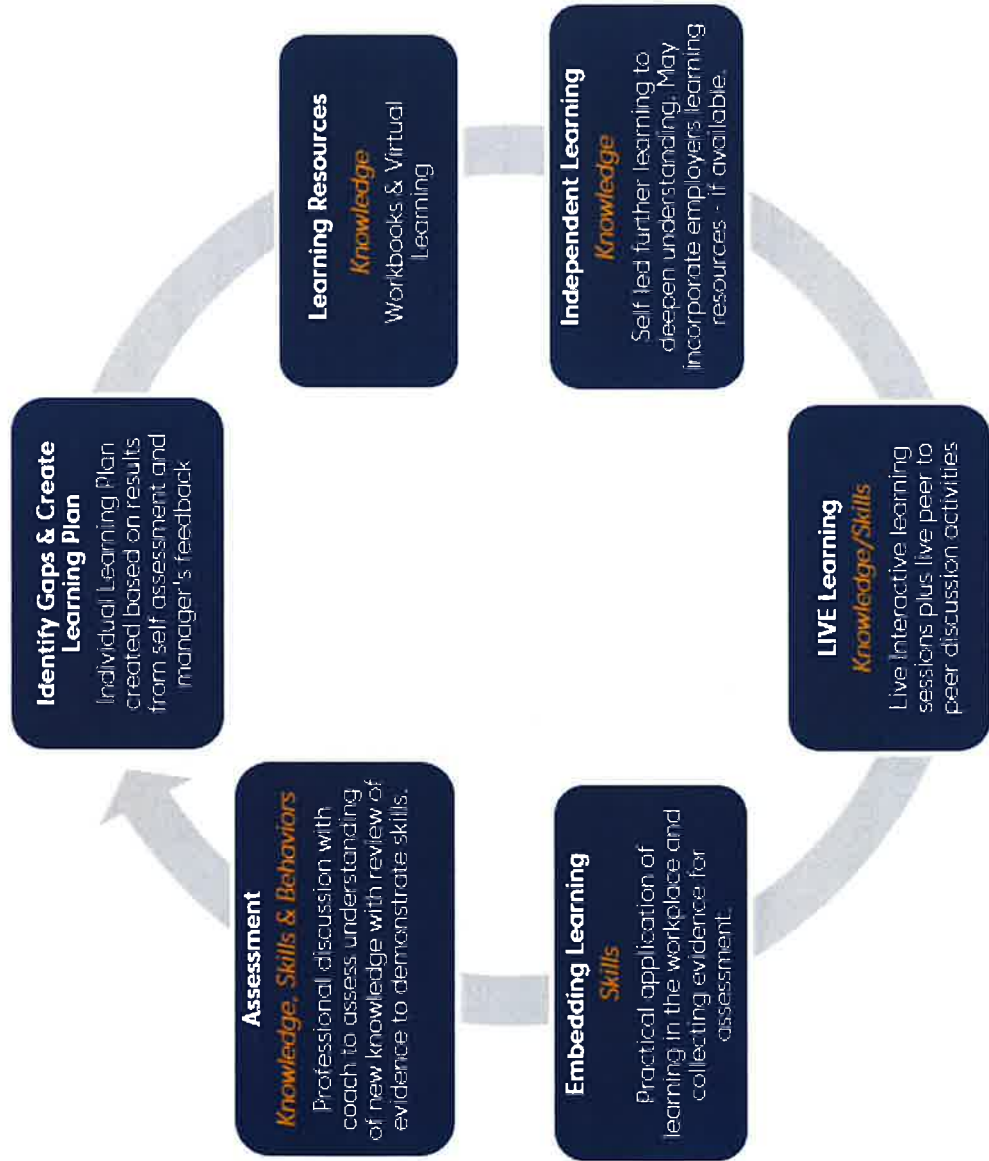 Identify Gaps & Create
Learning Plan
Individual Learning Plan
created based on results
from self assessment and
manager's feedback
Learning Resources
Knowledge
Workbooks & Virtual
Learning
Independent Learning
Knowledge
Self led further learning to
deepen understanding. May
incorporate employers learning
resources - if available.
LIVE Learning
Knowledge/Skills
Live Interactive learning
sessions plus live peer to
peer discussion activities
Embedding Learning
Skills
Practical application of
learning in the workplace and
collecting evidence for
assessment.
Assessment
Knowledge, Skills & Behaviors
Professional discussion with
coach to assess understanding
of new knowledge with review of
evidence to demonstrate skills.